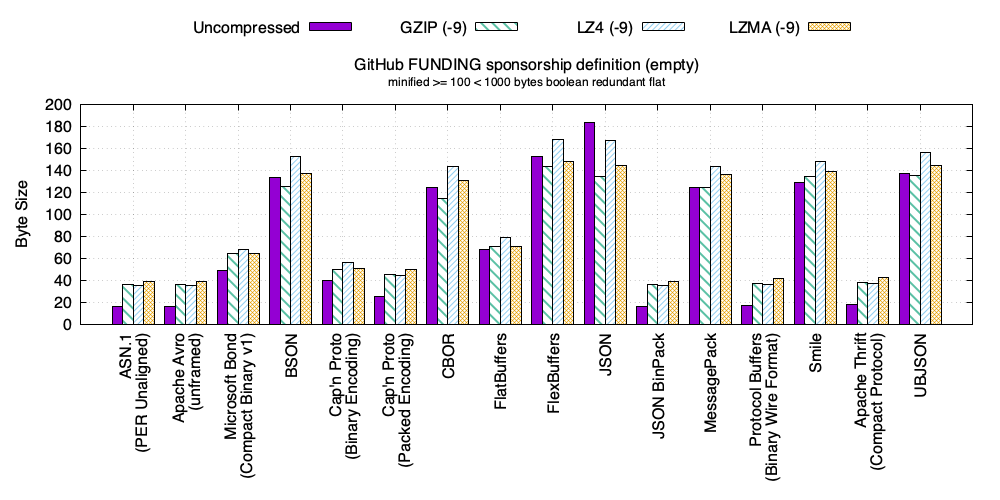 Uncompressed
GZIP (-9)
LZ4 (-9)
LZMA (-9)
GitHub FUNDING sponsorship definition (empty)
minified >= 100 < 1000 bytes boolean redundant flat
Byte Size
200
180
160
140
120
100
80
60
40
20
0
ASN.1
(PER Unaligned)
Apache Avro
(unframed)
Microsoft Bond
(Compact Binary v1)
BSON
Cap'n Proto
(Binary Encoding)
Cap'n Proto
(Packed Encoding)
CBOR
FlatBuffers
FlexBuffers
JSON
JSON BinPack
MessagePack
Protocol Buffers
(Binary Wire Format)
Smile
Apache Thrift
(Compact Protocol)
UBJSON